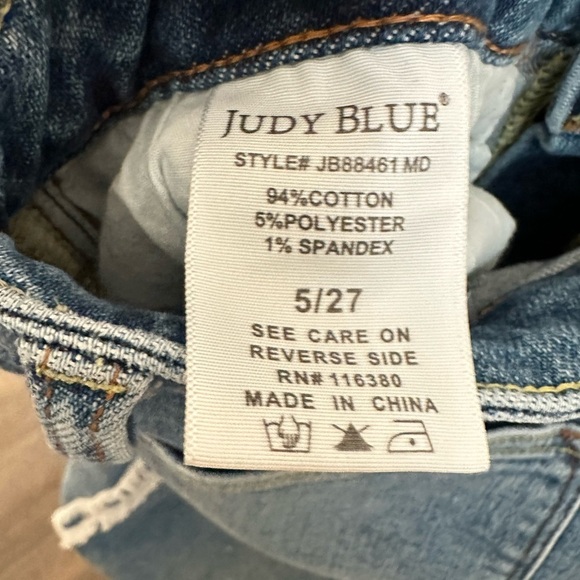 JUDY BLUE®
STYLE# JB88461 MD
94%COTTON
5%POLYESTER
1% SPANDEX
5/27
SEE CARE ON
REVERSE SIDE
RN# 116380
MADE IN CHINA